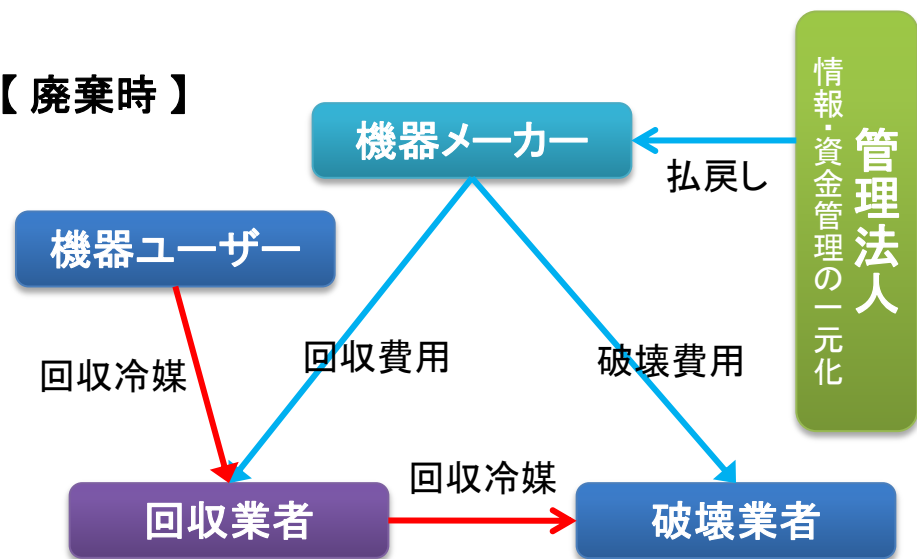 【 廃棄時 】
機器メーカー
払戻し
管理法人
情報・資金管理の一元化
機器ユーザー
回収冷媒
回収費用
破壊費用
回収冷媒
回収業者
破壊業者